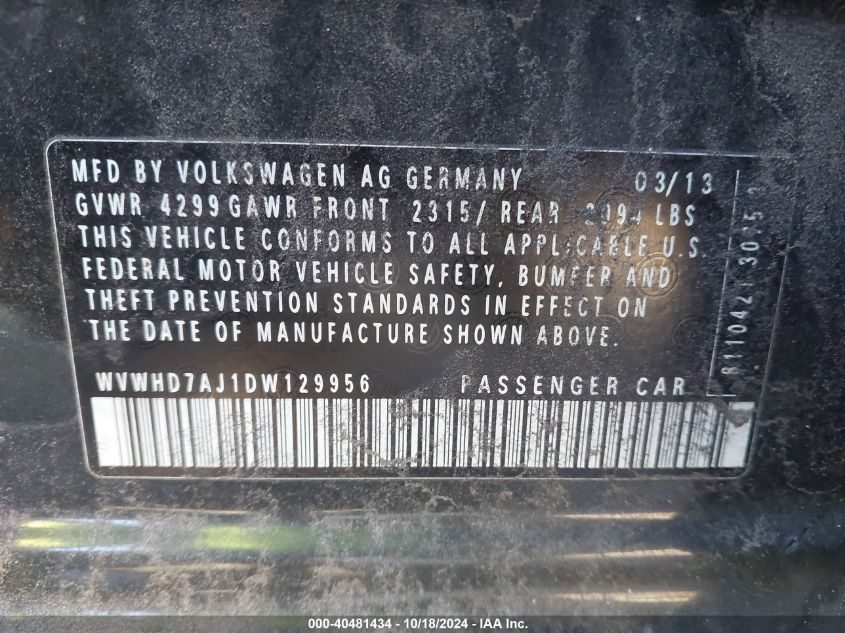 MFD BY VOLKSWAGEN AG GERMANY 03/13
GVWR 4299 GAWR FRONT 2315/ REAR LBS
THIS VEHICLE CONFORMS TO ALL APPLICABLE U.S.
FEDERAL MOTOR VEHICLE SAFETY, BUMPER AND
THEFT PREVENTION STANDARDS IN EFFECT ON
THE DATE OF MANUFACTURE SHOWN ABOVE.
WVWHD7AJ1DW129956 PASSENGER CAR
000-40481434 - 10/18/2024 - IAA Inc.